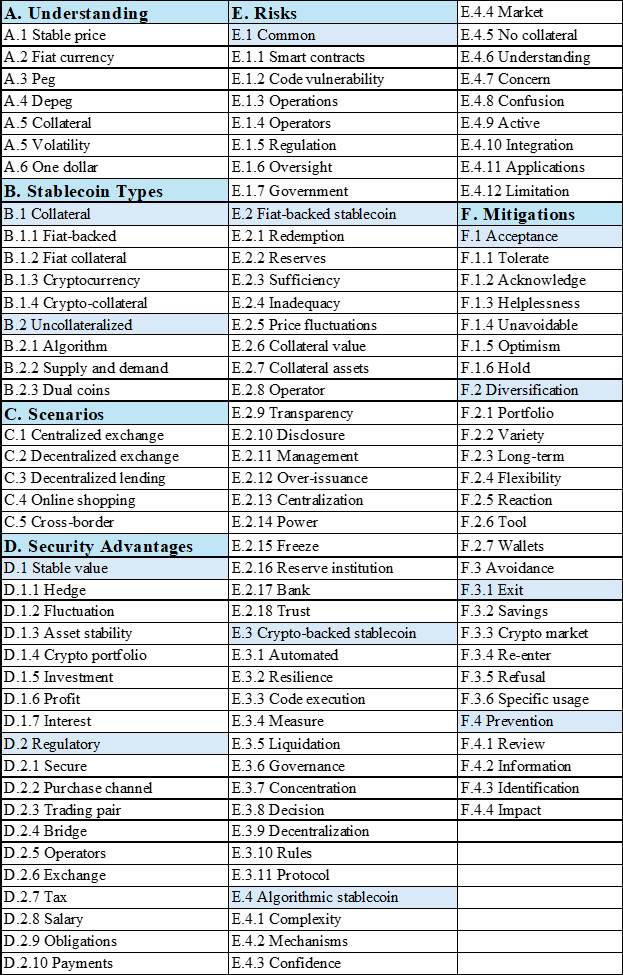 A. Understanding
A.1 Stable price
A.2 Fiat currency
A.3 Peg
A.4 Depeg
A.5 Collateral
A.5 Volatility
A.6 One dollar
B. Stablecoin Types
B.1 Collateral
B.1.1 Fiat-backed
B.1.2 Fiat collateral
B.1.3 Cryptocurrency
B.1.4 Crypto-collateral
B.2 Uncollateralized
B.2.1 Algorithm
B.2.2 Supply and demand
B.2.3 Dual coins
C. Scenarios
C.1 Centralized exchange
C.2 Decentralized exchange
C.3 Decentralized lending
C.4 Online shopping
C.5 Cross-border
D. Security Advantages
D.1 Stable value
D.1.1 Hedge
D.1.2 Fluctuation
D.1.3 Asset stability
D.1.4 Crypto portfolio
D.1.5 Investment
D.1.6 Profit
D.1.7 Interest
D.2 Regulatory
D.2.1 Secure
D.2.2 Purchase channel
D.2.3 Trading pair
D.2.4 Bridge
D.2.5 Operators
D.2.6 Exchange
D.2.7 Tax
D.2.8 Salary
D.2.9 Obligations
D.2.10 Payments
E. Risks
E.1 Common
E.1.1 Smart contracts
E.1.2 Code vulnerability
E.1.3 Operations
E.1.4 Operators
E.1.5 Regulation
E.1.6 Oversight
E.1.7 Government
E.2 Fiat-backed stablecoin
E.2.1 Redemption
E.2.2 Reserves
E.2.3 Sufficiency
E.2.4 Inadequacy
E.2.5 Price fluctuations
E.2.6 Collateral value
E.2.7 Collateral assets
E.2.8 Operator
E.2.9 Transparency
E.2.10 Disclosure
E.2.11 Management
E.2.12 Over-issuance
E.2.13 Centralization
E.2.14 Power
E.2.15 Freeze
E.2.16 Reserve institution
E.2.17 Bank
E.2.18 Trust
E.3 Crypto-backed stablecoin
E.3.1 Automated
E.3.2 Resilience
E.3.3 Code execution
E.3.4 Measure
E.3.5 Liquidation
E.3.6 Governance
E.3.7 Concentration
E.3.8 Decision
E.3.9 Decentralization
E.3.10 Rules
E.3.11 Protocol
E.4 Algorithmic stablecoin
E.4.1 Complexity
E.4.2 Mechanisms
E.4.3 Confidence
E.4.4 Market
E.4.5 No collateral
E.4.6 Understanding
E.4.7 Concern
E.4.8 Confusion
E.4.9 Active
E.4.10 Integration
E.4.11 Applications
E.4.12 Limitation
F. Mitigations
F.1 Acceptance
F.1.1 Tolerate
F.1.2 Acknowledge
F.1.3 Helplessness
F.1.4 Unavoidable
F.1.5 Optimism
F.1.6 Hold
F.2 Diversification
F.2.1 Portfolio
F.2.2 Variety
F.2.3 Long-term
F.2.4 Flexibility
F.2.5 Reaction
F.2.6 Tool
F.2.7 Wallets
F.3 Avoidance
F.3.1 Exit
F.3.2 Savings
F.3.3 Crypto market
F.3.4 Re-enter
F.3.5 Refusal
F.3.6 Specific usage
F.4 Prevention
F.4.1 Review
F.4.2 Information
F.4.3 Identification
F.4.4 Impact